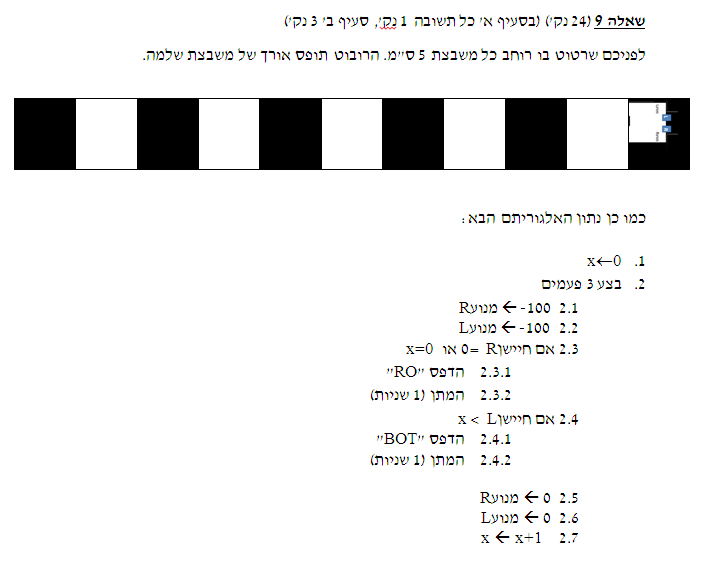 שאלה 9 (24 נק') (בסעיף א' כל תשובה 1 נק', סעיף ב' 3 נק')
לפניכם שרטוט בו רוחב כל משבצת 5 ס"מ. הרובוט תופס אורך של משבצת שלמה.
כמו כן נתון האלגוריתם הבא:
1. x←0
2. בצע 3 פעמים
2.1 -100 ← מנועR
2.2 -100 ← מנועL
2.3 אם חיישןR =0 או x=0
2.3.1 הדפס "RO"
2.3.2 המתן (1 שניות)
2.4 אם חיישןL > x
2.4.1 הדפס "BOT"
2.4.2 המתן (1 שניות)
2.5 0 ← מנועR
2.6 0 ← מנועL
2.7 x ← x+1